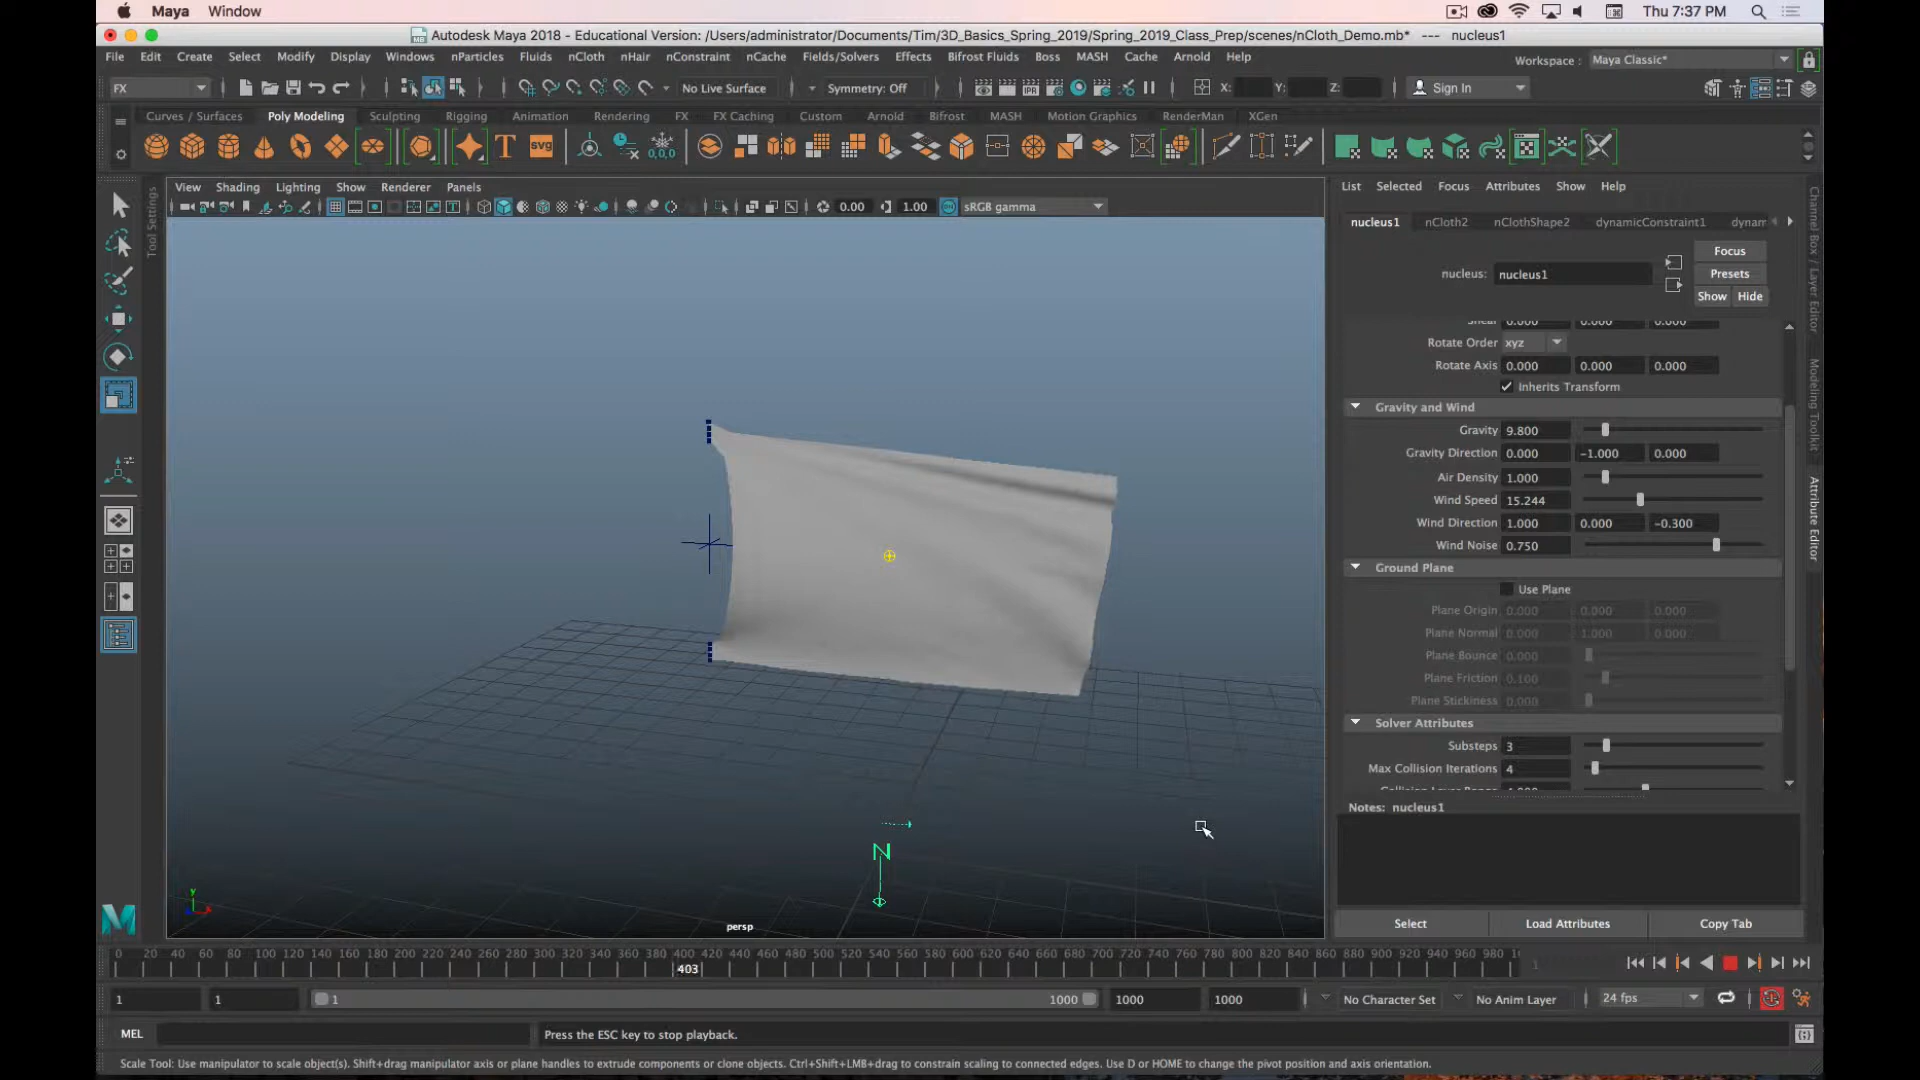 Maya Window Thu 7:37 PM
Autodesk Maya 2018 - Educational Version: /Users/administrator/Documents/Tim/3D_Basics_Spring_2019/Spring_2019_Class_Prep/scenes/nCloth_Demo.mb* --- nucleus1
File Edit Create Select Modify Display Windows nParticles Fluids nCloth nHair nConstraint nCache Fields/Solvers Effects Bifrost Fluids Boss MASH Cache Arnold Help Workspace : Maya Classic*
FX No Live Surface Symmetry: Off X: Y: Z: Sign In
Curves / Surfaces Poly Modeling Sculpting Rigging Animation Rendering FX FX Caching Custom Arnold Bifrost MASH Motion Graphics RenderMan XGen
T svg 0,0,0
View Shading Lighting Show Renderer Panels
0.00 1.00 ON sRGB gamma
Tool Settings
List Selected Focus Attributes Show Help
nucleus1 nCloth2 nClothShape2 dynamicConstraint1 dynam
nucleus: nucleus1
Focus
Presets
Show Hide
Shear 0.000 0.000 0.000
Rotate Order xyz
Rotate Axis 0.000 0.000 0.000
Inherits Transform
Gravity and Wind
Gravity 9.800
Gravity Direction 0.000 -1.000 0.000
Air Density 1.000
Wind Speed 15.244
Wind Direction 1.000 0.000 -0.300
Wind Noise 0.750
Ground Plane
Use Plane
Plane Origin 0.000 0.000 0.000
Plane Normal 0.000 1.000 0.000
Plane Bounce 0.000
Plane Friction 0.100
Plane Stickiness 0.000
Solver Attributes
Substeps 3
Max Collision Iterations 4
Notes: nucleus1
Select Load Attributes Copy Tab
Channel Box / Layer Editor
Modeling Toolkit
Attribute Editor
N
y
persp
0 20 40 60 80 100 120 140 160 180 200 220 240 260 280 300 320 340 360 380 400 420 440 460 480 500 520 540 560 580 600 620 640 660 680 700 720 740 760 780 800 820 840 860 880 900 920 940 960 980
403 1
1 1 1 1000 1000 1000 No Character Set No Anim Layer 24 fps
MEL Press the ESC key to stop playback.
Scale Tool: Use manipulator to scale object(s). Shift+drag manipulator axis or plane handles to extrude components or clone objects. Ctrl+Shift+LMB+drag to constrain scaling to connected edges. Use D or HOME to change the pivot position and axis orientation.